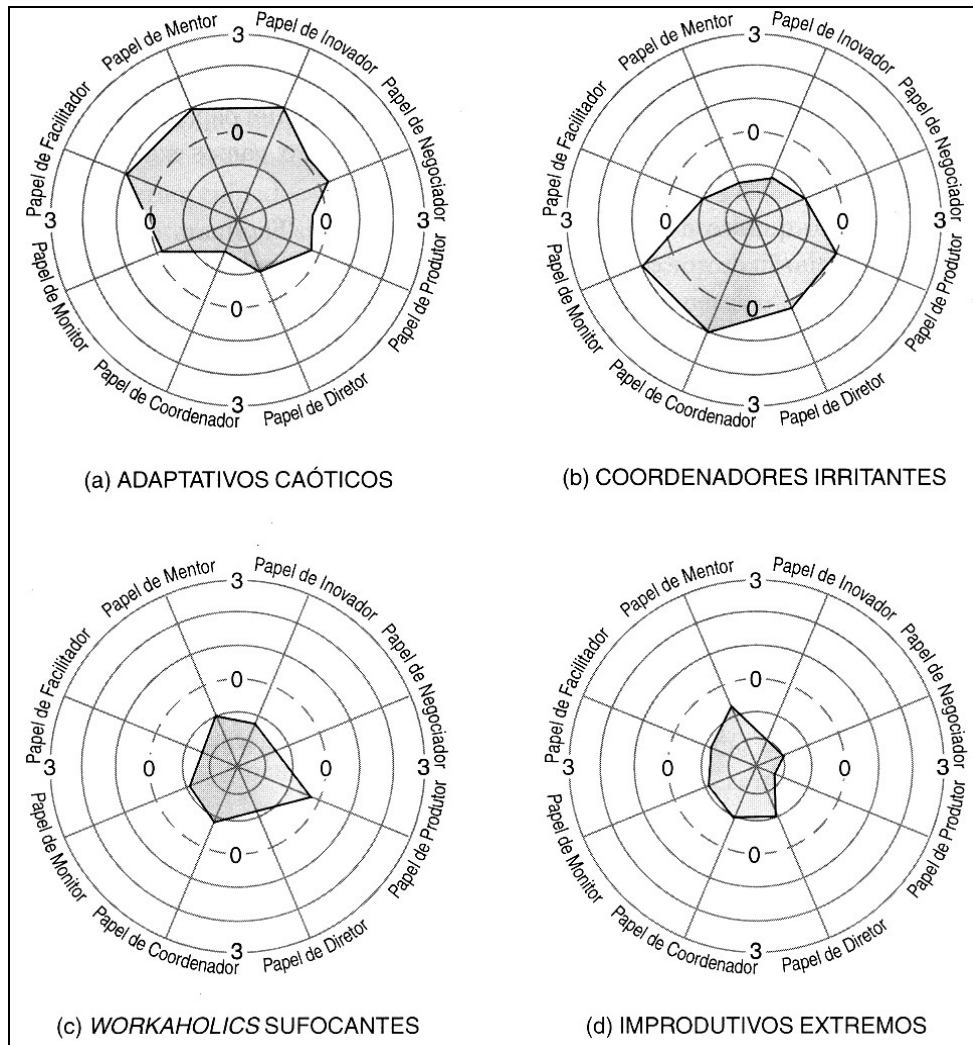 Papel de Mentor
3
Papel de Inovador
Papel de Facilitador
Papel de Negociador
0
3
0
0
3
Papel de Monitor
Papel de Produtor
0
Papel de Coordenador
3
Papel de Diretor
(a) ADAPTATIVOS CAÓTICOS
Papel de Mentor
3
Papel de Inovador
Papel de Facilitador
Papel de Negociador
0
3
0
0
3
Papel de Monitor
Papel de Produtor
0
Papel de Coordenador
3
Papel de Diretor
(b) COORDENADORES IRRITANTES
Papel de Mentor
3
Papel de Inovador
Papel de Facilitador
Papel de Negociador
0
3
0
0
3
Papel de Monitor
Papel de Produtor
0
Papel de Coordenador
3
Papel de Diretor
(c) WORKAHOLICS SUFOCANTES
Papel de Mentor
3
Papel de Inovador
Papel de Facilitador
Papel de Negociador
0
3
0
0
3
Papel de Monitor
Papel de Produtor
0
Papel de Coordenador
3
Papel de Diretor
(d) IMPRODUTIVOS EXTREMOS